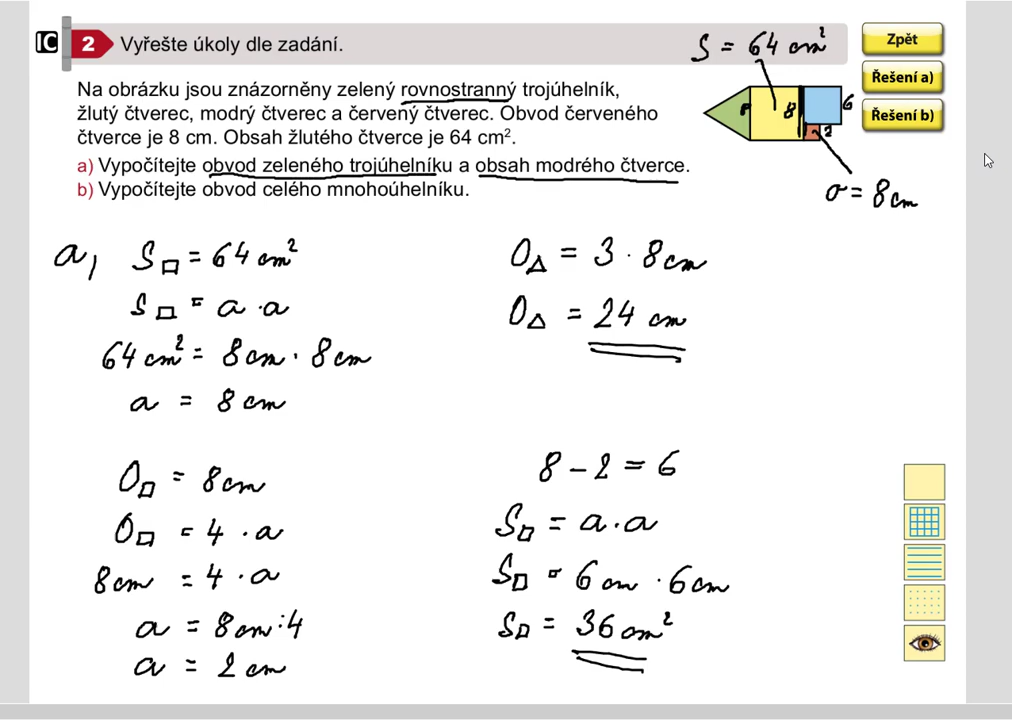 IC 2 Vyřešte úkoly dle zadání.
S = 64 cm²
Zpět
Řešení a)
Řešení b)
Na obrázku jsou znázorněny zelený rovnostranný trojúhelník,
žlutý čtverec, modrý čtverec a červený čtverec. Obvod červeného
čtverce je 8 cm. Obsah žlutého čtverce je 64 cm².
a) Vypočítejte obvod zeleného trojúhelníku a obsah modrého čtverce.
b) Vypočítejte obvod celého mnohoúhelníku.
8 8 6
2
o = 8 cm
a,
S□ = 64 cm²
S□ = a · a
64 cm² = 8 cm · 8 cm
a = 8 cm
O△ = 3 · 8 cm
O△ = 24 cm
O□ = 8 cm
O□ = 4 · a
8 cm = 4 · a
a = 8 cm : 4
a = 2 cm
8 - 2 = 6
S□ = a · a
S□ = 6 cm · 6 cm
S□ = 36 cm²